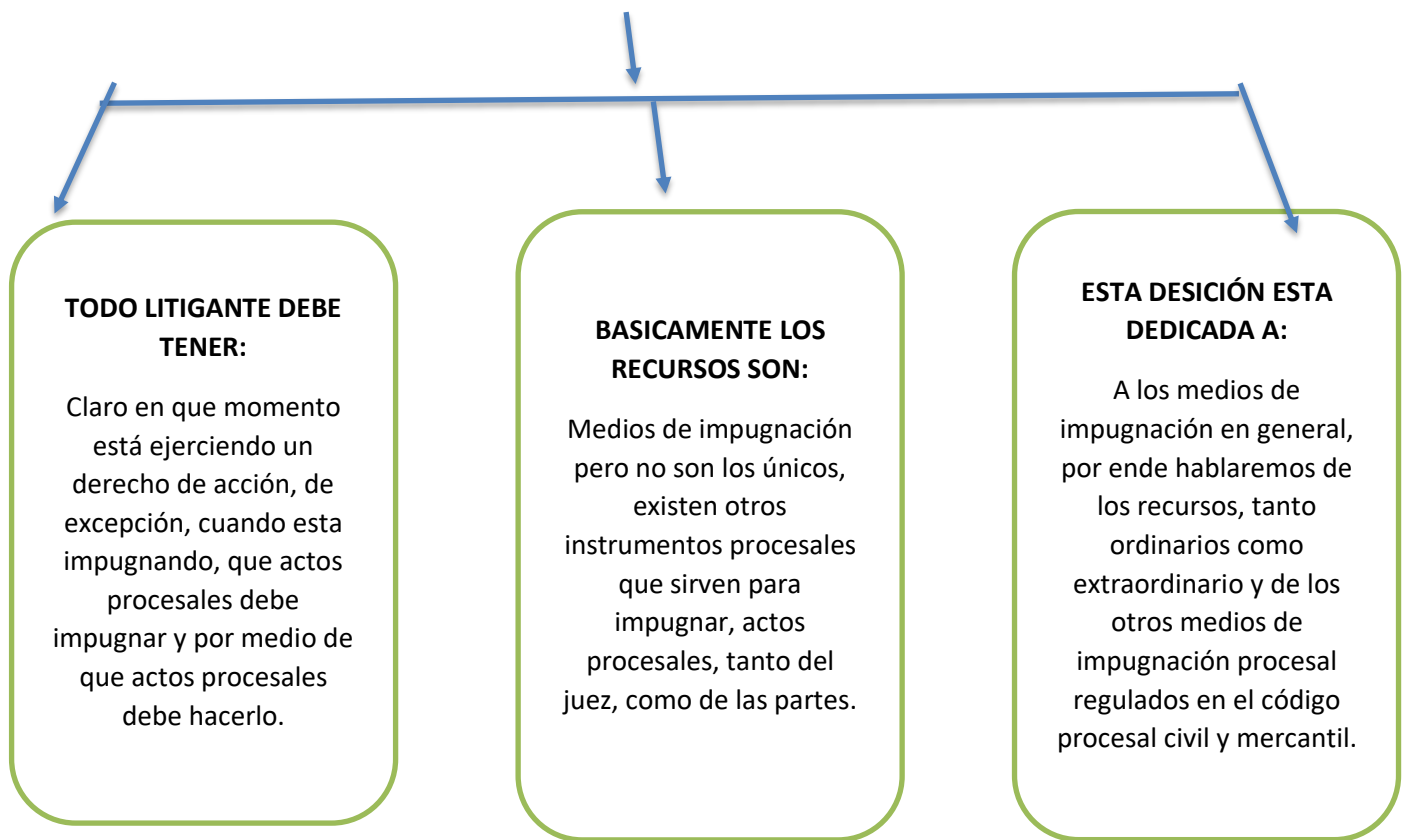 TODO LITIGANTE DEBE
TENER:
Claro en que momento
está ejerciendo un
derecho de acción, de
excepción, cuando esta
impugnando, que actos
procesales debe
impugnar y por medio de
que actos procesales
debe hacerlo.
BASICAMENTE LOS
RECURSOS SON:
Medios de impugnación
pero no son los únicos,
existen otros
instrumentos procesales
que sirven para
impugnar, actos
procesales, tanto del
juez, como de las partes.
ESTA DESICIÓN ESTA
DEDICADA A:
A los medios de
impugnación en general,
por ende hablaremos de
los recursos, tanto
ordinarios como
extraordinario y de los
otros medios de
impugnación procesal
regulados en el código
procesal civil y mercantil.